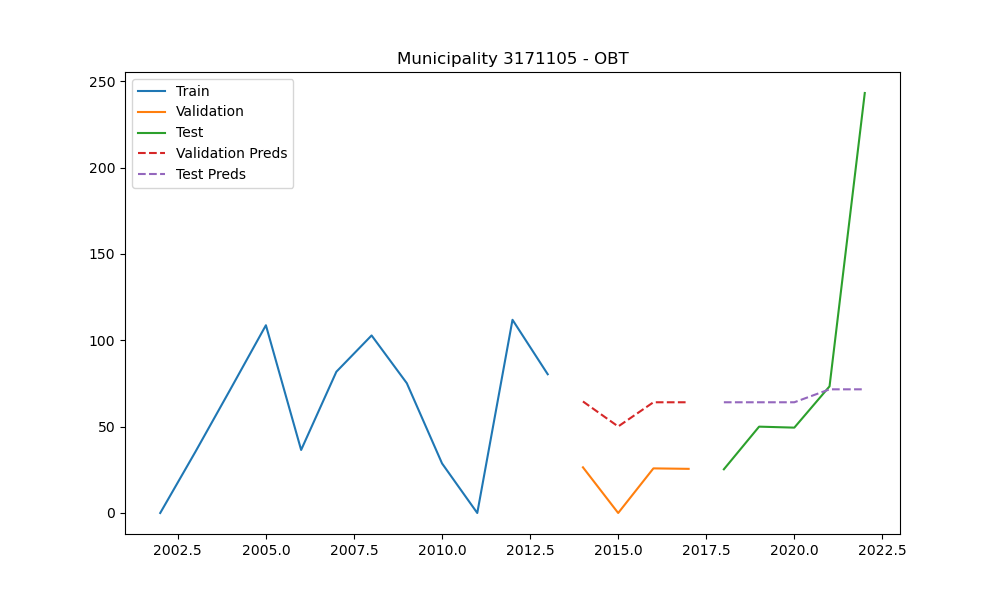 Municipality 3171105 - OBT
250
200
150
100
50
0
Train
Validation
Test
Validation Preds
Test Preds
2002.5 2005.0 2007.5 2010.0 2012.5 2015.0 2017.5 2020.0 2022.5